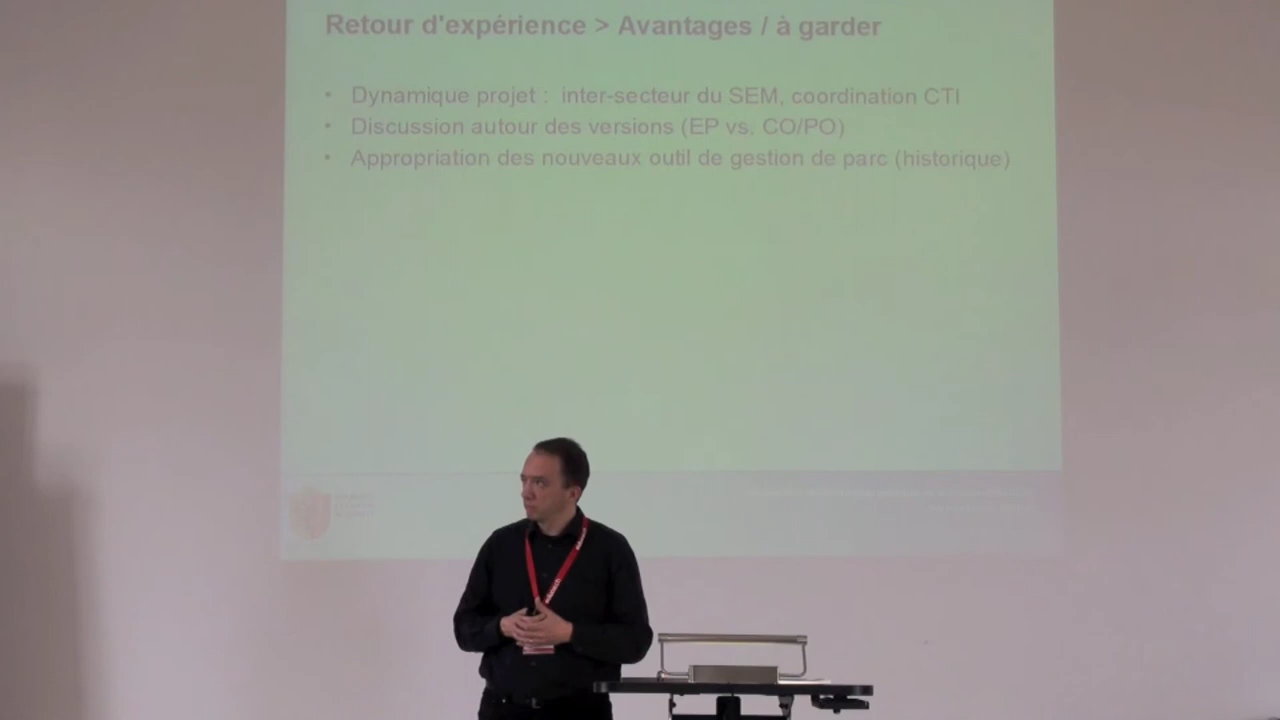 Retour d'expérience > Avantages / à garder
• Dynamique projet : inter-secteur du SEM, coordination CTI
• Discussion autour des versions (EP vs. CO/PO)
• Appropriation des nouveaux outil de gestion de parc (historique)